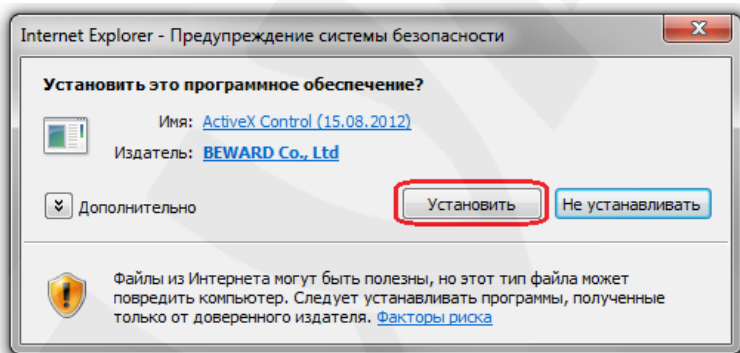 Internet Explorer - Предупреждение системы безопасности
Установить это программное обеспечение?
Имя: ActiveX Control (15.08.2012)
Издатель: BEWARD Co., Ltd
Дополнительно Установить Не устанавливать
Файлы из Интернета могут быть полезны, но этот тип файла может
повредить компьютер. Следует устанавливать программы, полученные
только от доверенного издателя. Факторы риска